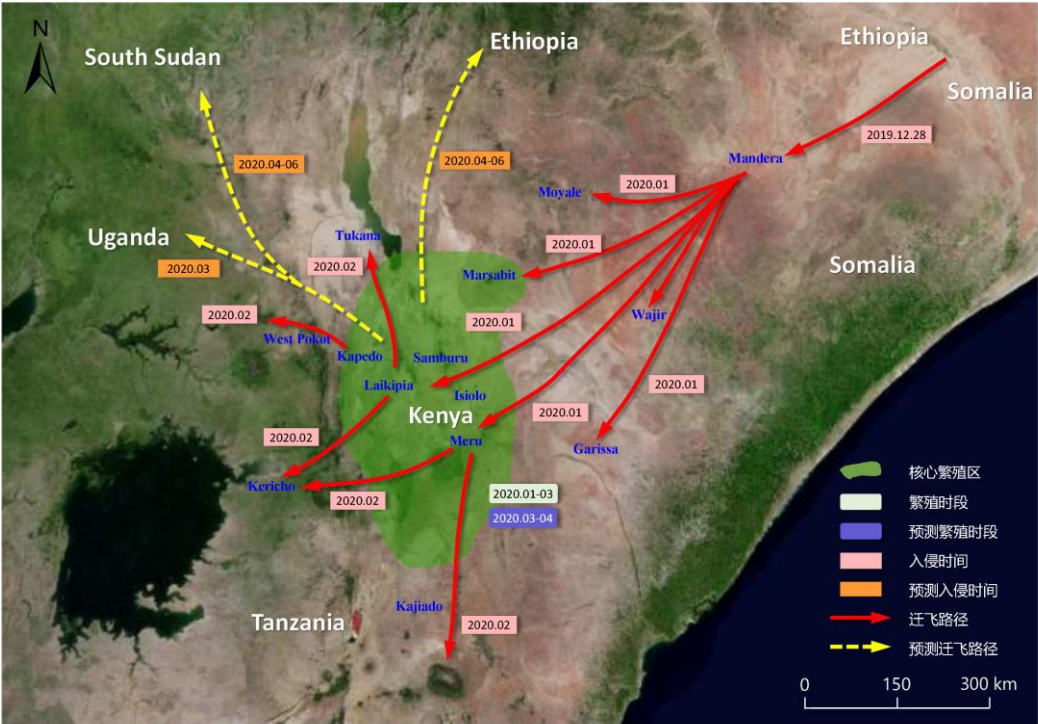 N
South Sudan
Ethiopia
Ethiopia
Somalia
2019.12.28
Mandera
2020.04-06
2020.04-06
2020.01
Moyale
Uganda
Tukana
2020.01
2020.03
2020.02
Marsabit
Somalia
2020.02
Wajir
2020.01
West Pokot
Kapedo
Samburu
Laikipia
Isiolo
2020.01
Kenya
2020.01
2020.02
Meru
Garissa
Kericho
2020.02
2020.01-03
2020.03-04
Kajiado
Tanzania
2020.02
核心繁殖区
繁殖时段
预测繁殖时段
入侵时间
预测入侵时间
迁飞路径
预测迁飞路径
0 150 300 km